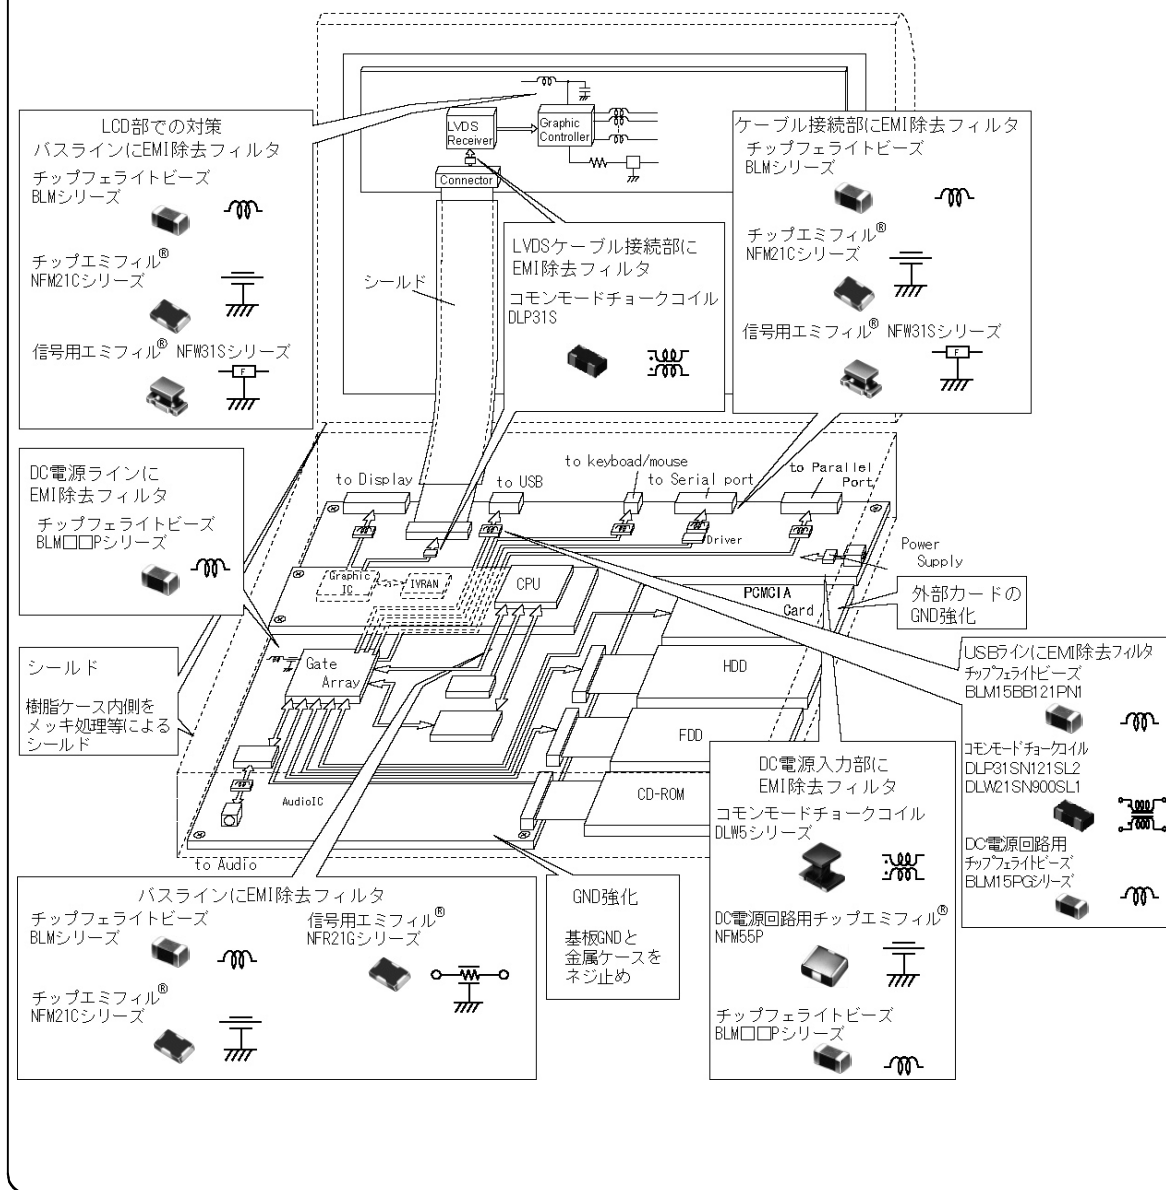 LCD部での対策
バスラインにEMI除去フィルタ
チップフェライトビーズ
BLMシリーズ
チップエミフィル®
NFM21Cシリーズ
信号用エミフィル® NFW31Sシリーズ
F
LVDS
Receiver
Graphic
Controller
Connector
シールド
LVDSケーブル接続部に
EMI除去フィルタ
コモンモードチョークコイル
DLP31S
ケーブル接続部にEMI除去フィルタ
チップフェライトビーズ
BLMシリーズ
チップエミフィル®
NFM21Cシリーズ
信号用エミフィル® NFW31Sシリーズ
F
DC電源ラインに
EMI除去フィルタ
チップフェライトビーズ
BLM□□Pシリーズ
to Display
to USB
to keyboad/mouse
to Serial port
to Parallel
Port
Driver
Power
Supply
Graphic
IC
IVRAN
CPU
PCMCIA
Card
外部カードの
GND強化
シールド
樹脂ケース内側を
メッキ処理等による
シールド
Gate
Array
HDD
FDD
CD-ROM
AudioIC
to Audio
USBラインにEMI除去フィルタ
チップフェライトビーズ
BLM15BB121PN1
コモンモードチョークコイル
DLP31SN121SL2
DLW21SN900SL1
DC電源回路用
チップフェライトビーズ
BLM15PGシリーズ
DC電源入力部に
EMI除去フィルタ
コモンモードチョークコイル
DLW5シリーズ
DC電源回路用チップエミフィル®
NFM55P
チップフェライトビーズ
BLM□□Pシリーズ
バスラインにEMI除去フィルタ
チップフェライトビーズ
BLMシリーズ
チップエミフィル®
NFM21Cシリーズ
信号用エミフィル®
NFR21Gシリーズ
GND強化
基板GNDと
金属ケースを
ネジ止め